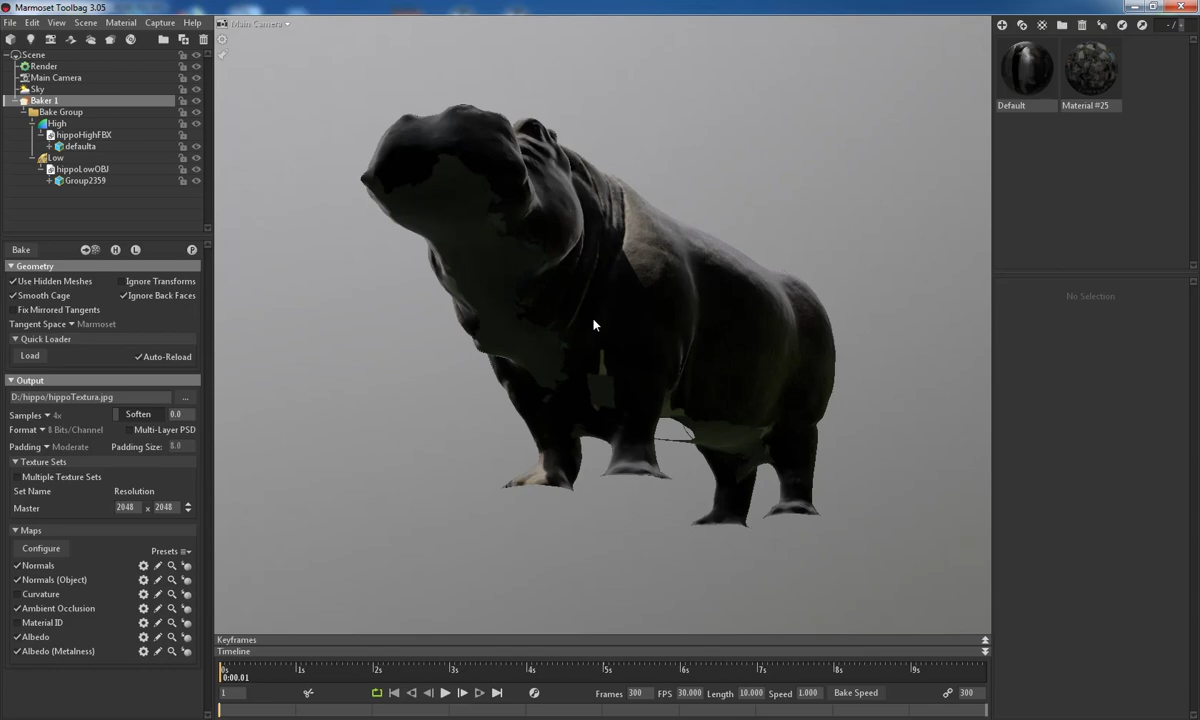 Marmoset Toolbag 3.05
File Edit View Scene Material Capture Help
Main Camera
- /
Scene
Render
Main Camera
Sky
Baker 1
Bake Group
High
hippoHighFBX
defaulta
Low
hippoLowOBJ
Group2359
Default
Material #25
Bake
H
L
P
Geometry
Use Hidden Meshes Ignore Transforms
Smooth Cage Ignore Back Faces
Fix Mirrored Tangents
Tangent Space Marmoset
Quick Loader
Load Auto-Reload
Output
D:/hippo/hippoTextura.jpg ...
Samples 4x Soften 0.0
Format 8 Bits/Channel Multi-Layer PSD
Padding Moderate Padding Size: 8.0
Texture Sets
Multiple Texture Sets
Set Name Resolution
Master 2048 x 2048
Maps
Configure Presets
Normals
Normals (Object)
Curvature
Ambient Occlusion
Material ID
Albedo
Albedo (Metalness)
No Selection
Keyframes
Timeline
0s 1s 2s 3s 4s 5s 6s 7s 8s 9s
0:00.01
1 Frames 300 FPS 30.000 Length 10.000 Speed 1.000 Bake Speed 300